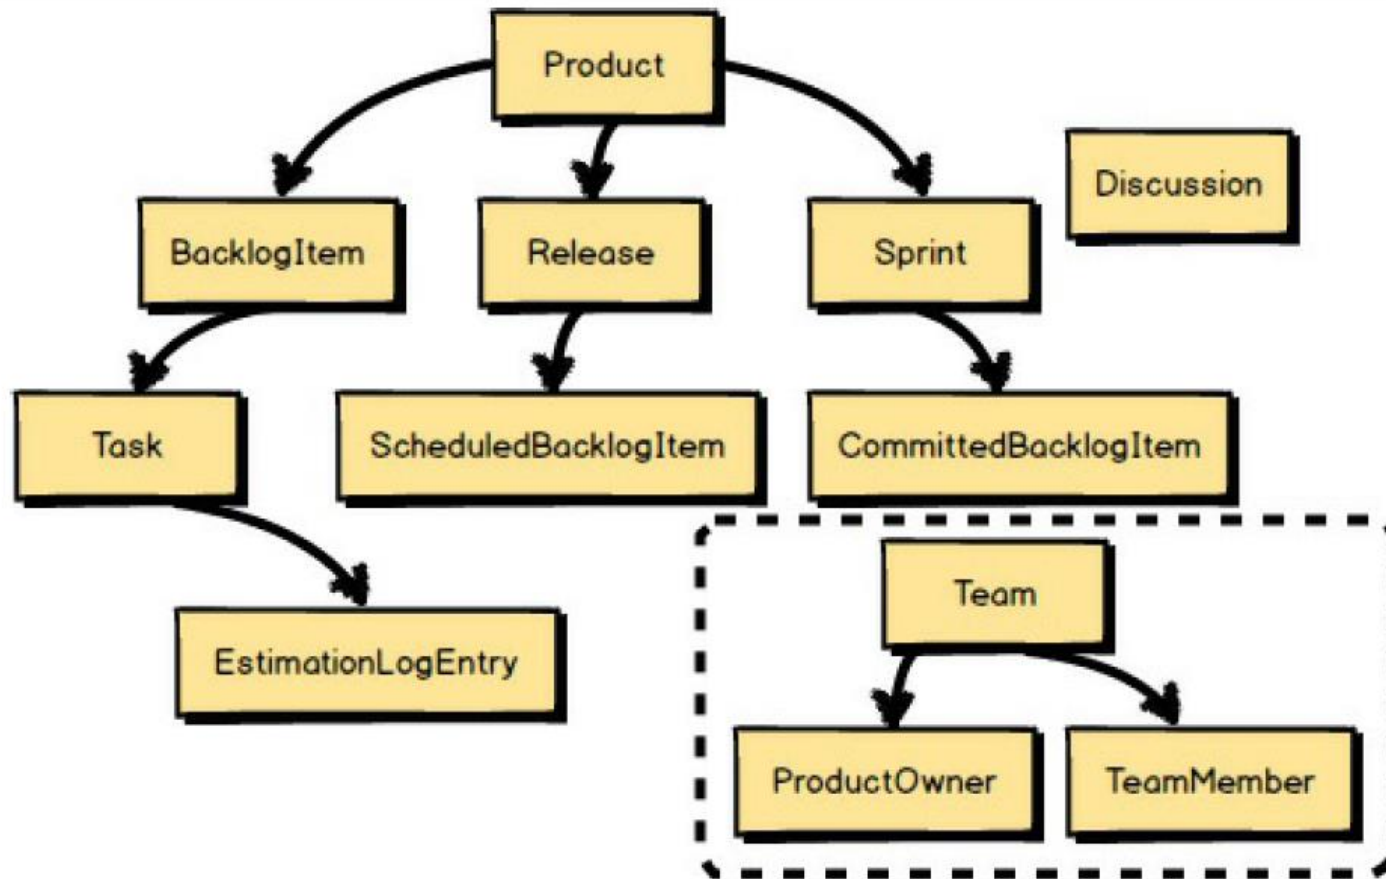 Product
Discussion
BacklogItem
Release
Sprint
Task
ScheduledBacklogItem
CommittedBacklogItem
Team
EstimationLogEntry
ProductOwner
TeamMember